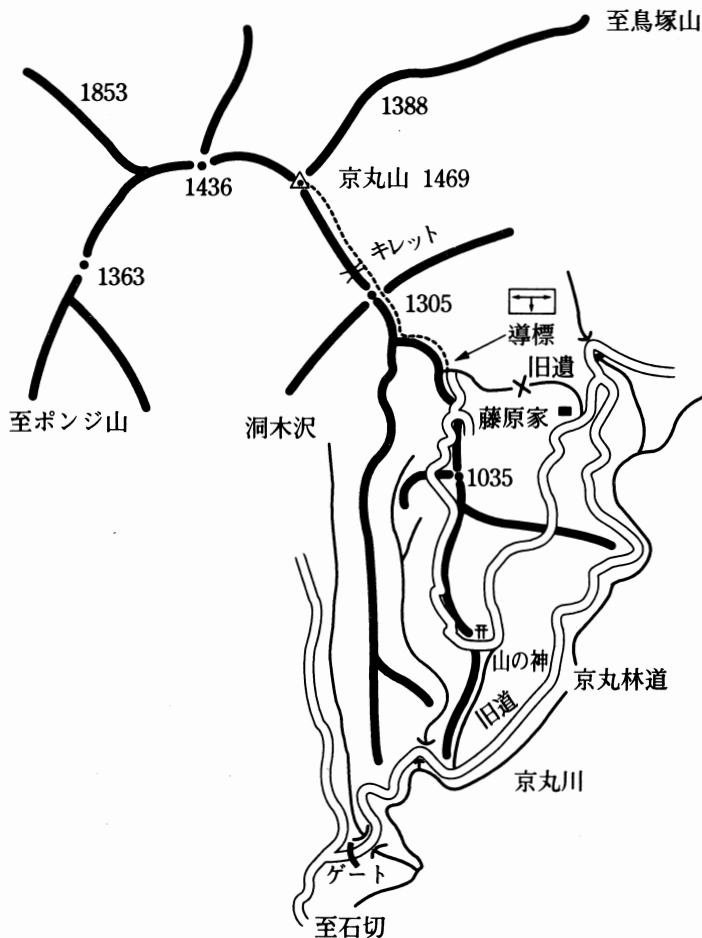 至鳥塚山
1853
1388
1436
京丸山 1469
キレット
1363
1305
導標
旧遺
至ポンジ山
洞木沢
藤原家
1035
山の神
京丸林道
旧道
京丸川
ゲート
至石切